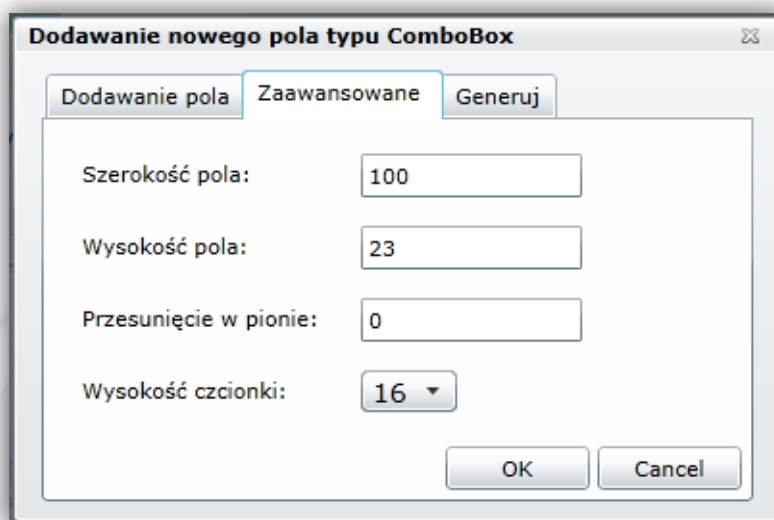 Dodawanie nowego pola typu ComboBox
Dodawanie pola Zaawansowane Generuj
Szerokość pola: 100
Wysokość pola: 23
Przesunięcie w pionie: 0
Wysokość czcionki: 16
OK Cancel